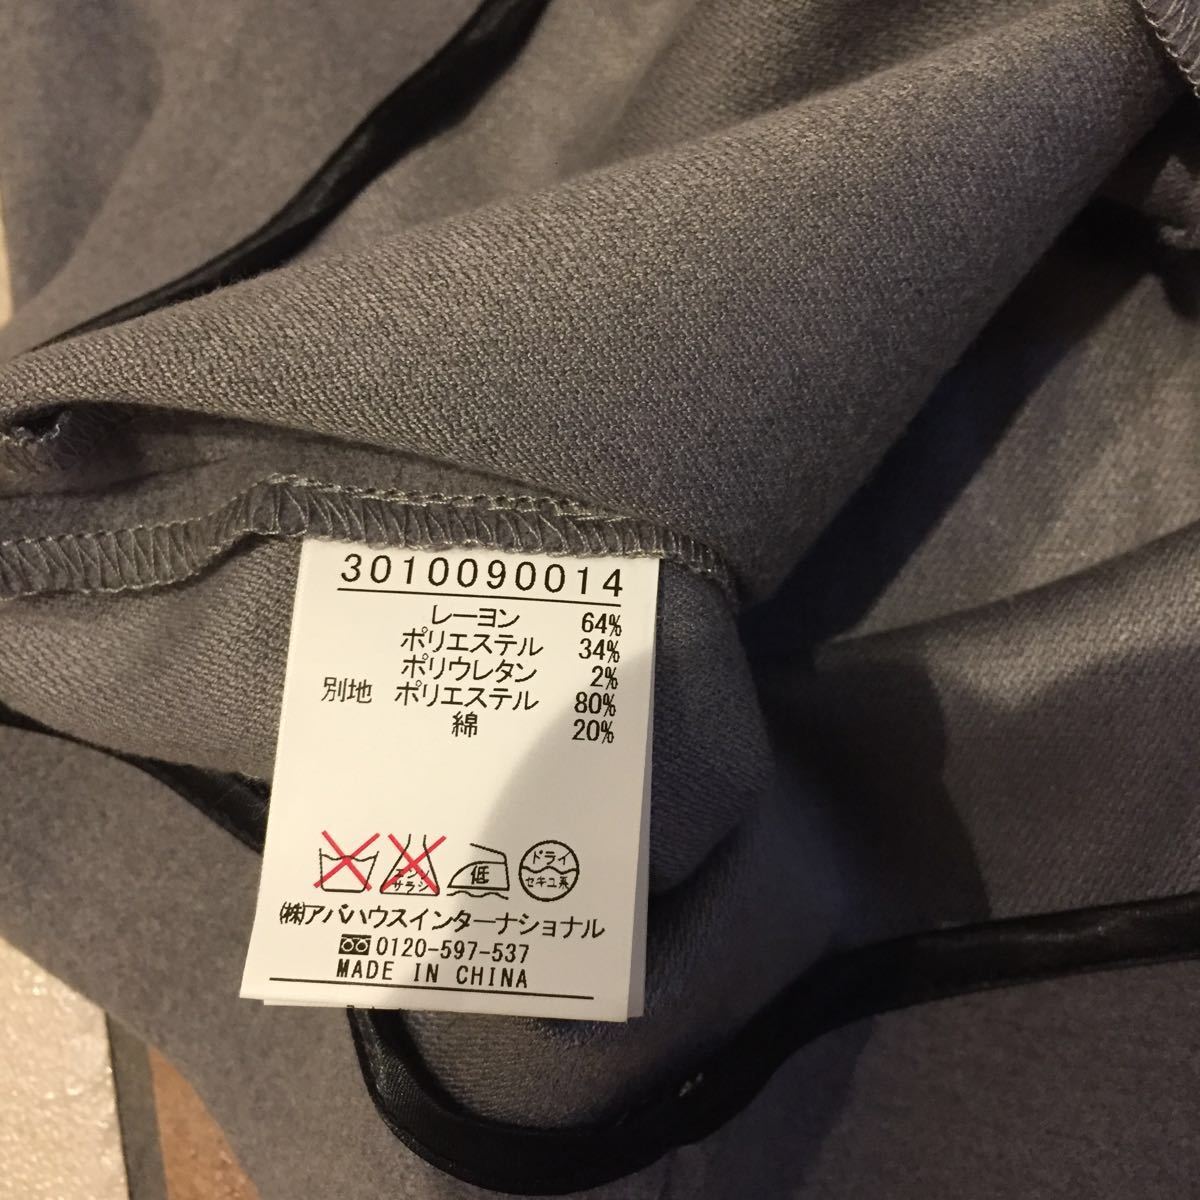 3010090014
レーヨン 64%
ポリエステル 34%
ポリウレタン 2%
別地 ポリエステル 80%
綿 20%
エンソ
サラシ
低
ドライ
セキユ系
㈱アバハウスインターナショナル
0120-597-537
MADE IN CHINA